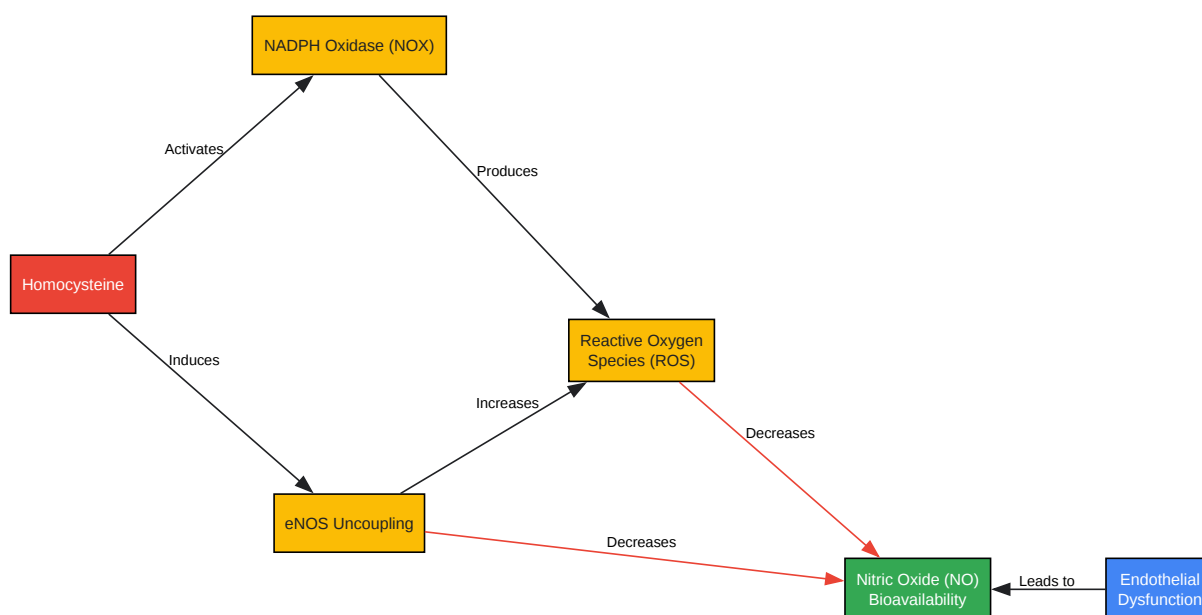 NADPH Oxidase (NOX)
Activates
Produces
Homocysteine
Induces
Reactive Oxygen
Species (ROS)
Increases
Decreases
eNOS Uncoupling
Decreases
Nitric Oxide (NO)
Bioavailability
Leads to
Endothelial
Dysfunction